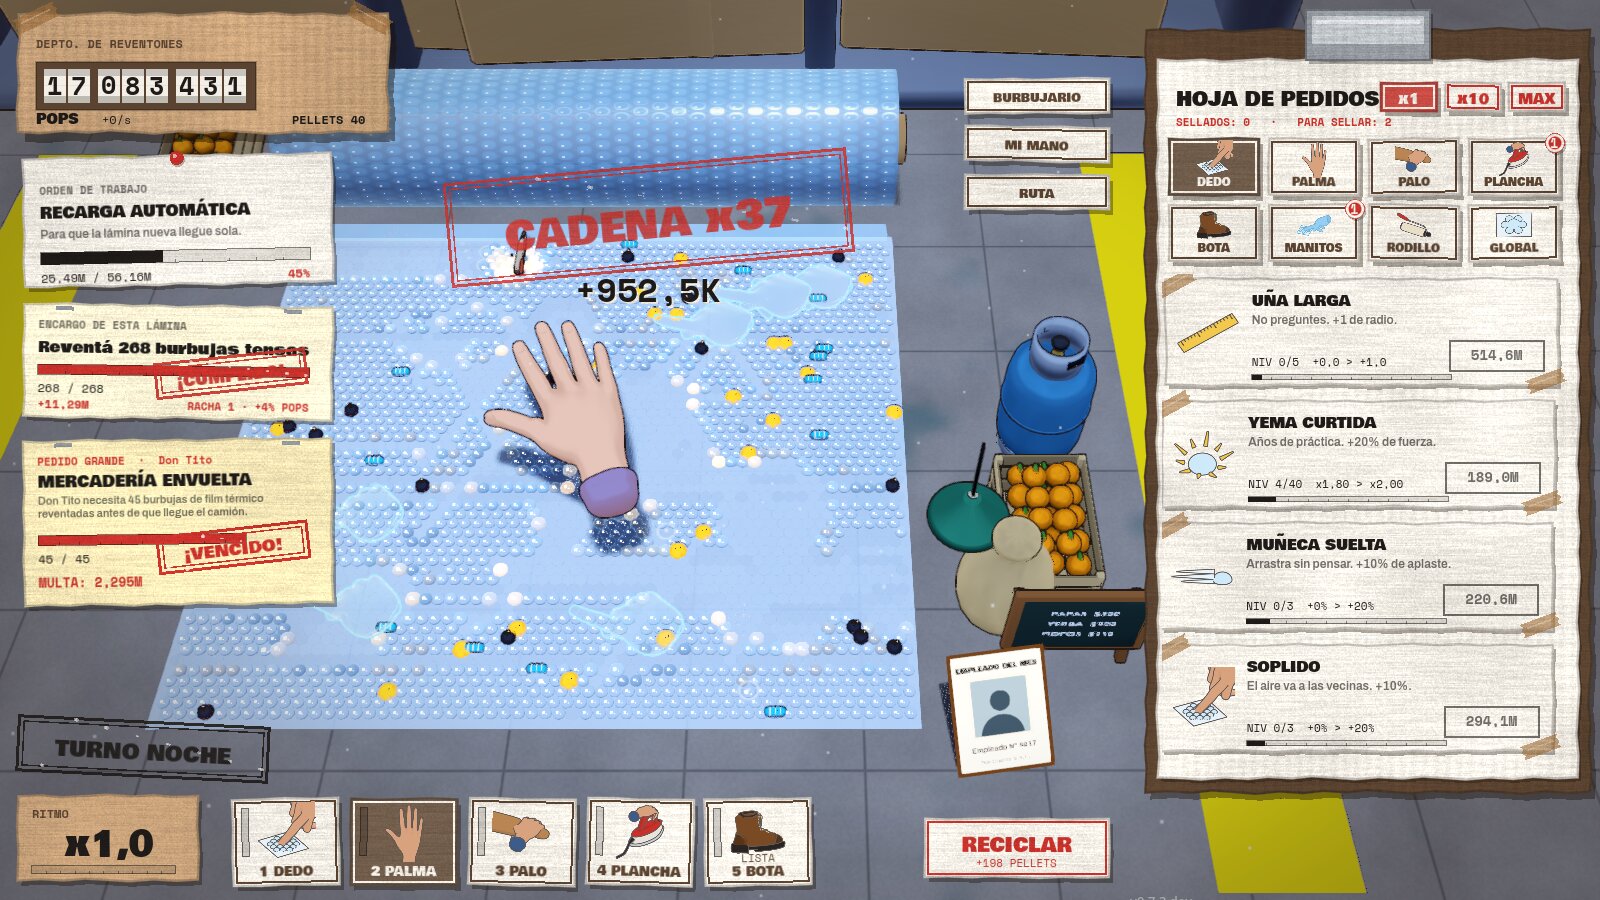 DEPTO. DE REVENTONES
17 083 431
POPS +0/s PELLETS 40
ORDEN DE TRABAJO
RECARGA AUTOMÁTICA
Para que la lámina nueva llegue sola.
25,49M / 56,16M 45%
ENCARGO DE ESTA LÁMINA
Reventá 268 burbujas tensas
268 / 268
+11,29M
RACHA 1 · +4% POPS
PEDIDO GRANDE · Don Tito
MERCADERÍA ENVUELTA
Don Tito necesita 45 burbujas de film térmico
reventadas antes de que llegue el camión.
45 / 45
¡VENCIDO!
MULTA: 2,295M
TURNO NOCHE
RITMO
x1,0
CADENA x37
+952,5K
1 DEDO
2 PALMA
3 PALO
4 PLANCHA
LISTA
5 BOTA
BURBUJARIO
MI MANO
RUTA
EMPLEADO DEL MES
RECICLAR
+198 PELLETS
HOJA DE PEDIDOS x1 x10 MAX
SELLADOS: 0 · PARA SELLAR: 2
DEDO
PALMA
PALO
PLANCHA 1
BOTA
MANITOS 1
RODILLO
GLOBAL
UÑA LARGA
No preguntes. +1 de radio.
NIV 0/5 +0,0 > +1,0
514,6M
YEMA CURTIDA
Años de práctica. +20% de fuerza.
NIV 4/40 x1,80 > x2,00
189,0M
MUÑECA SUELTA
Arrastra sin pensar. +10% de aplaste.
NIV 0/3 +0% > +20%
220,6M
SOPLIDO
El aire va a las vecinas. +10%.
NIV 0/3 +0% > +20%
294,1M